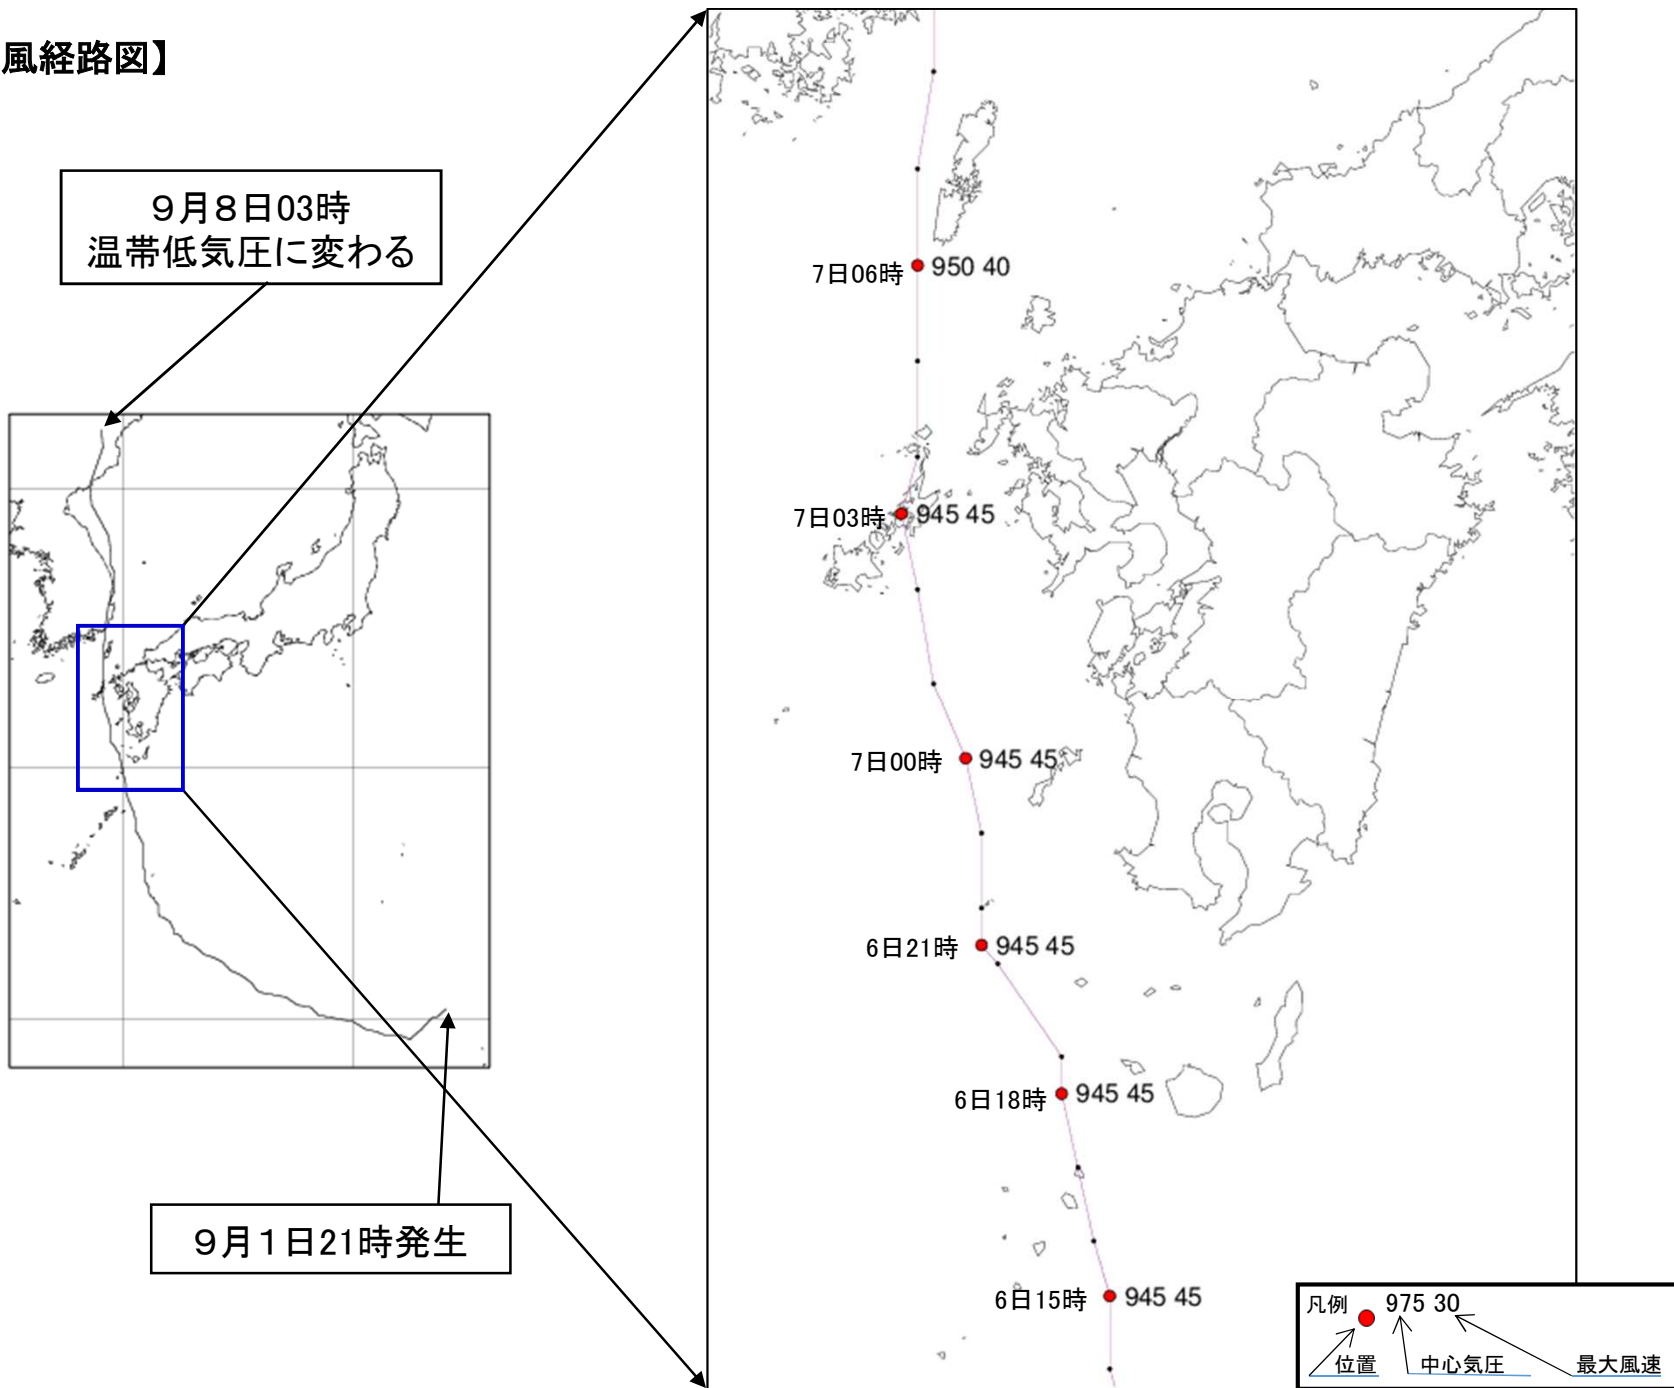 風経路図】
９月８日03時
温帯低気圧に変わる
7日06時 950 40
7日03時 945 45
7日00時 945 45
6日21時 945 45
6日18時 945 45
6日15時 945 45
９月１日21時発生
凡例 975 30
位置 中心気圧 最大風速